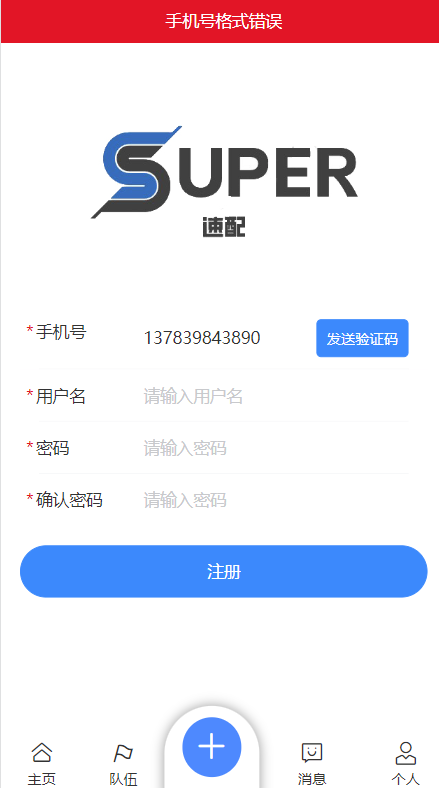 手机号格式错误
SUPER
速配
*手机号 137839843890 发送验证码
*用户名 请输入用户名
*密码 请输入密码
*确认密码 请输入密码
注册
主页 队伍 消息 个人